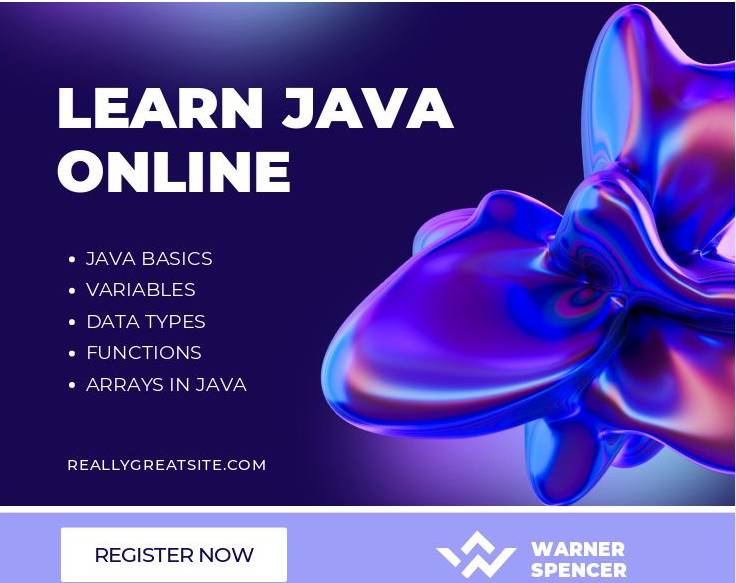 LEARN JAVA
ONLINE
• JAVA BASICS
• VARIABLES
• DATA TYPES
• FUNCTIONS
• ARRAYS IN JAVA
REALLYGREATSITE.COM
REGISTER NOW
WARNER
SPENCER